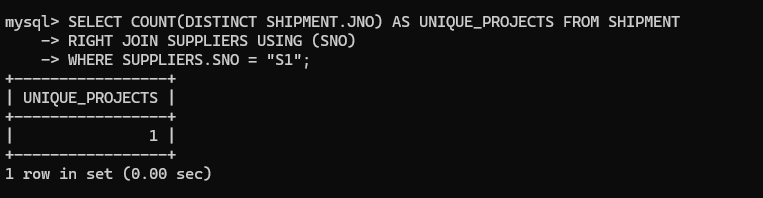 mysql> SELECT COUNT(DISTINCT SHIPMENT.JNO) AS UNIQUE_PROJECTS FROM SHIPMENT
    -> RIGHT JOIN SUPPLIERS USING (SNO)
    -> WHERE SUPPLIERS.SNO = "S1";
+-----------------+
| UNIQUE_PROJECTS |
+-----------------+
|               1 |
+-----------------+
1 row in set (0.00 sec)